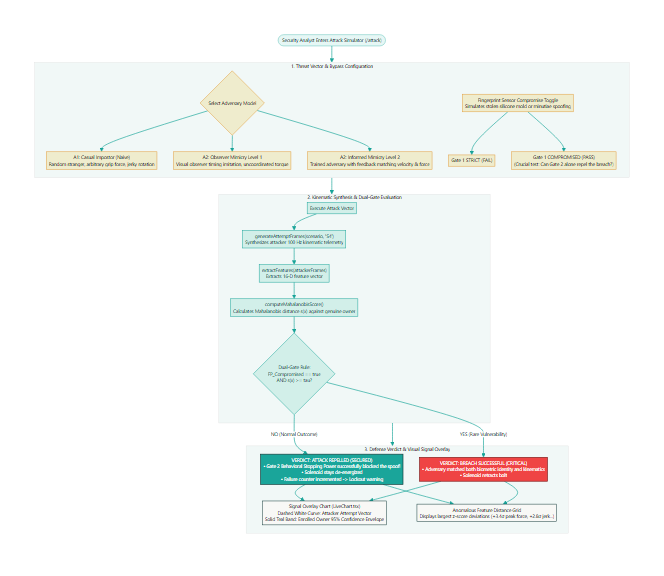 Security Analyst Enters Attack Simulator (/attack)
1. Threat Vector & Bypass Configuration
Select Adversary Model
Fingerprint Sensor Compromise Toggle
Simulates stolen silicone mold or minutiae spoofing
A1: Casual Impostor (Naive)
Random stranger, arbitrary grip force, jerky rotation
A2: Observer Mimicry Level 1
Visual observer timing imitation, uncoordinated torque
A2: Informed Mimicry Level 2
Trained adversary with feedback matching velocity & force
Gate 1 STRICT (FAIL)
Gate 1 COMPROMISED (PASS)
(Crucial test: Can Gate 2 alone repel the breach?)
2. Kinematic Synthesis & Dual-Gate Evaluation
Execute Attack Vector
generateAttemptFrames(scenario, "S4")
Synthesizes attacker 100 Hz kinematic telemetry
extractFeatures(attackerFrames)
Extracts 16-D feature vector
computeMahalanobisScore()
Calculates Mahalanobis distance s(x) against genuine owner
Dual-Gate Rule
FP_Compromised == true
AND s(x) >= tau?
NO (Normal Outcome)
YES (Rare Vulnerability)
3. Defense Verdict & Visual Signal Overlay
VERDICT: ATTACK REPELLED (SECURED)
• Gate 2 Behavioral Stopping Power successfully blocked the spoof!
• Solenoid stays de-energized
• Failure counter incremented -> Lockout warning
VERDICT: BREACH SUCCESSFUL (CRITICAL)
• Adversary matched both biometric identity and kinematics
• Solenoid retracts bolt
Signal Overlay Chart (LiveChart.tsx)
Dashed White Curve: Attacker Attempt Vector
Solid Teal Band: Enrolled Owner 95% Confidence Envelope
Anomalous Feature Distance Grid
Displays largest z-score deviations (+3.4σ peak force, +2.6σ jerk...)